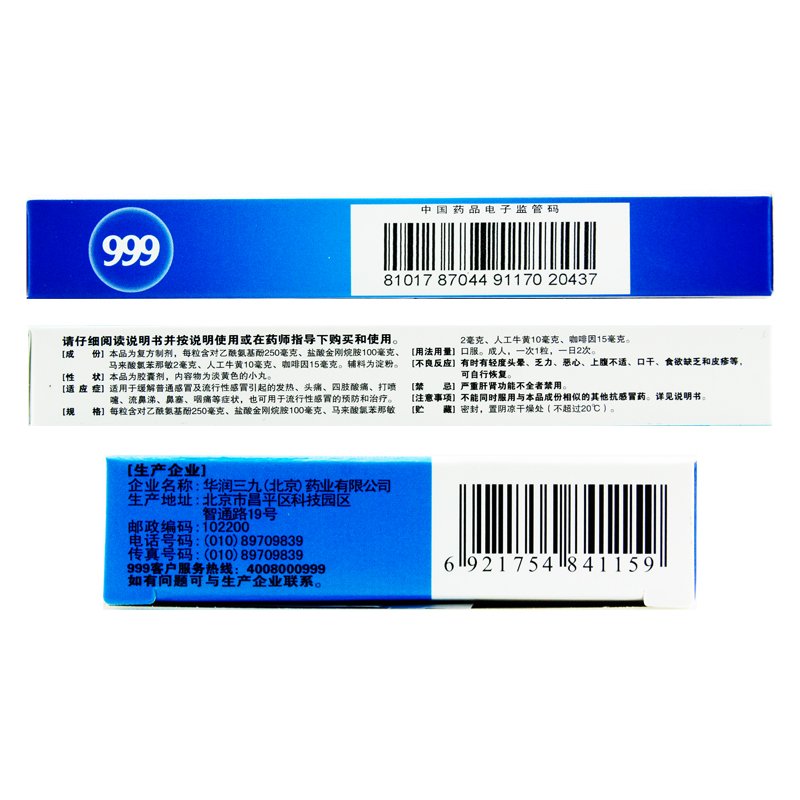 999
中国药品电子监管码
81017 87044 91170 20437
请仔细阅读说明书并按说明使用或在药师指导下购买和使用。
[成　份] 本品为复方制剂，每粒含对乙酰氨基酚250毫克、盐酸金刚烷胺100毫克、
马来酸氯苯那敏2毫克、人工牛黄10毫克、咖啡因15毫克。辅料为淀粉。
[性　状] 本品为胶囊剂，内容物为淡黄色的小丸。
[适 应 症] 适用于缓解普通感冒及流行性感冒引起的发热、头痛、四肢酸痛、打喷
嚏、流鼻涕、鼻塞、咽痛等症状，也可用于流行性感冒的预防和治疗。
[规　格] 每粒含对乙酰氨基酚250毫克、盐酸金刚烷胺100毫克、马来酸氯苯那敏
2毫克、人工牛黄10毫克、咖啡因15毫克。
[用法用量] 口服。成人，一次1粒，一日2次。
[不良反应] 有时有轻度头晕、乏力、恶心、上腹不适、口干、食欲缺乏和皮疹等，
可自行恢复。
[禁　忌] 严重肝肾功能不全者禁用。
[注意事项] 不能同时服用与本品成份相似的其他抗感冒药。详见说明书。
[贮　藏] 密封，置阴凉干燥处（不超过20℃）。
[生产企业]
企业名称：华润三九(北京)药业有限公司
生产地址：北京市昌平区科技园区
智通路19号
邮政编码：102200
电话号码：(010)89709839
传真号码：(010)89709839
999客户服务热线：4008000999
如有问题可与生产企业联系。
6 921754 841159